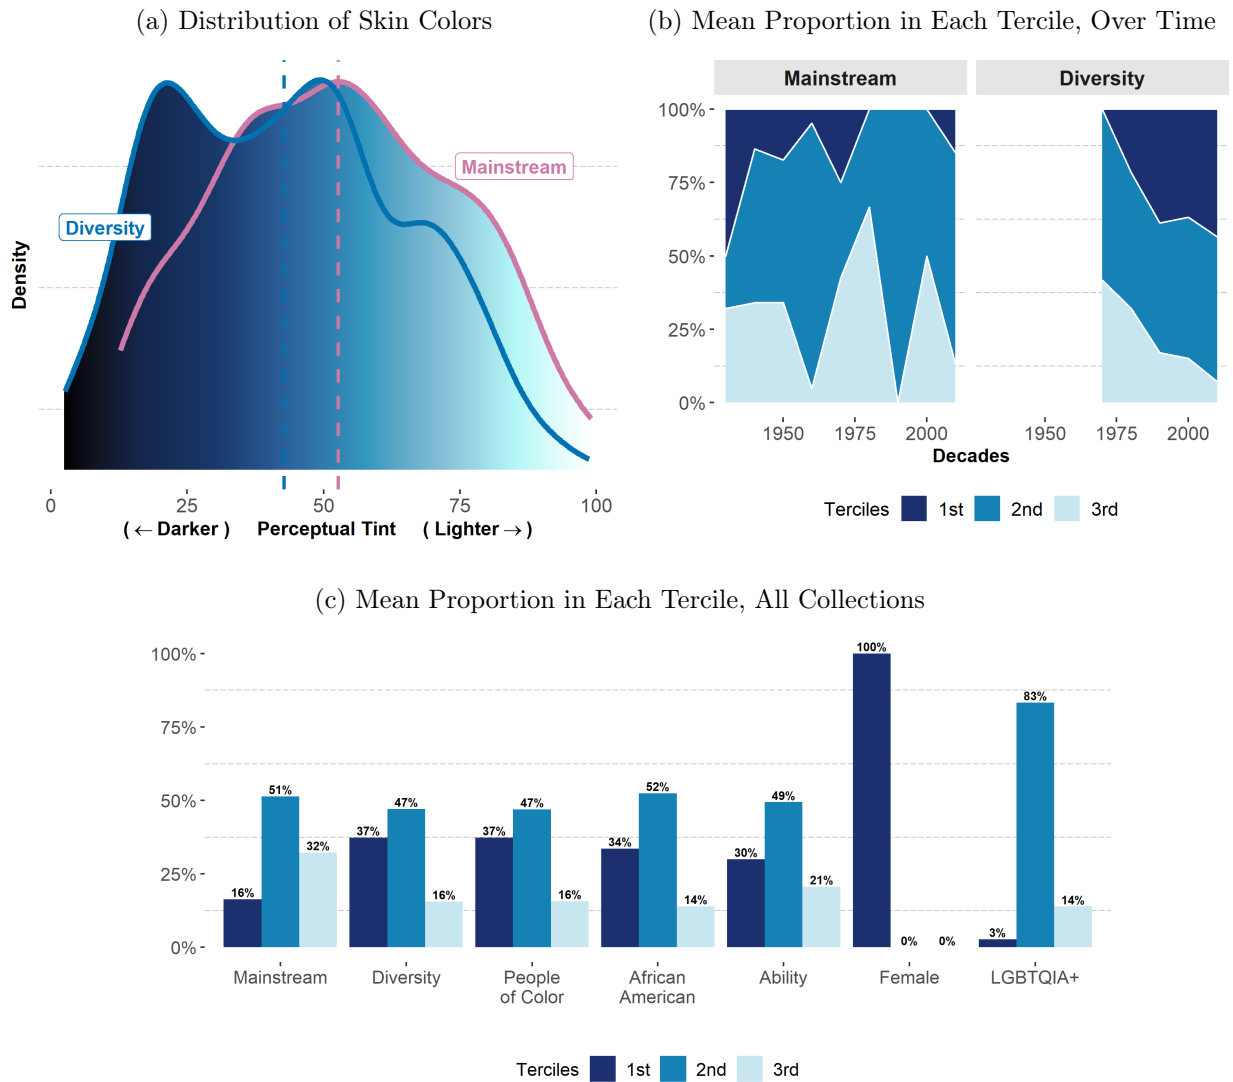 (a) Distribution of Skin Colors
Density
Diversity
Mainstream
0 25 50 75 100
( ← Darker ) Perceptual Tint ( Lighter → )
(b) Mean Proportion in Each Tercile, Over Time
Mainstream Diversity
100%
75%
50%
25%
0%
1950 1975 2000 1950 1975 2000
Decades
Terciles 1st 2nd 3rd
(c) Mean Proportion in Each Tercile, All Collections
100%
75%
50%
25%
0%
16% 51% 32% 37% 47% 16% 37% 47% 16% 34% 52% 14% 30% 49% 21% 100% 0% 0% 3% 83% 14%
Mainstream Diversity People African Ability Female LGBTQIA+
of Color American
Terciles 1st 2nd 3rd